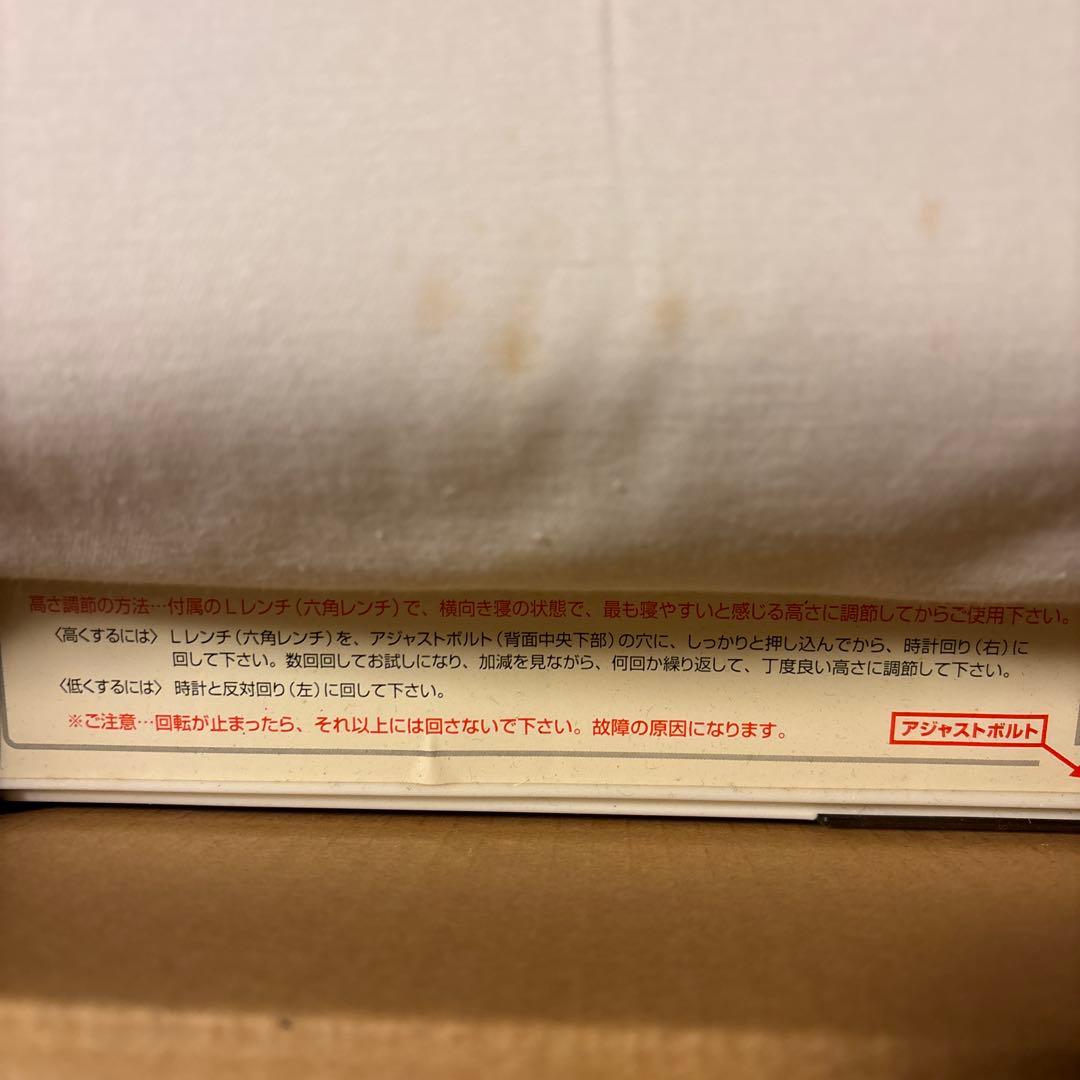 高さ調節の方法…付属のLレンチ(六角レンチ)で、横向き寝の状態で、最も寝やすいと感じる高さに調節してからご使用下さい。
〈高くするには〉Lレンチ(六角レンチ)を、アジャストボルト(背面中央下部)の穴に、しっかりと押し込んでから、時計回り(右)に
回して下さい。数回回してお試しになり、加減を見ながら、何回か繰り返して、丁度良い高さに調節して下さい。
〈低くするには〉時計と反対回り(左)に回して下さい。
※ご注意…回転が止まったら、それ以上には回さないで下さい。故障の原因になります。
アジャストボルト